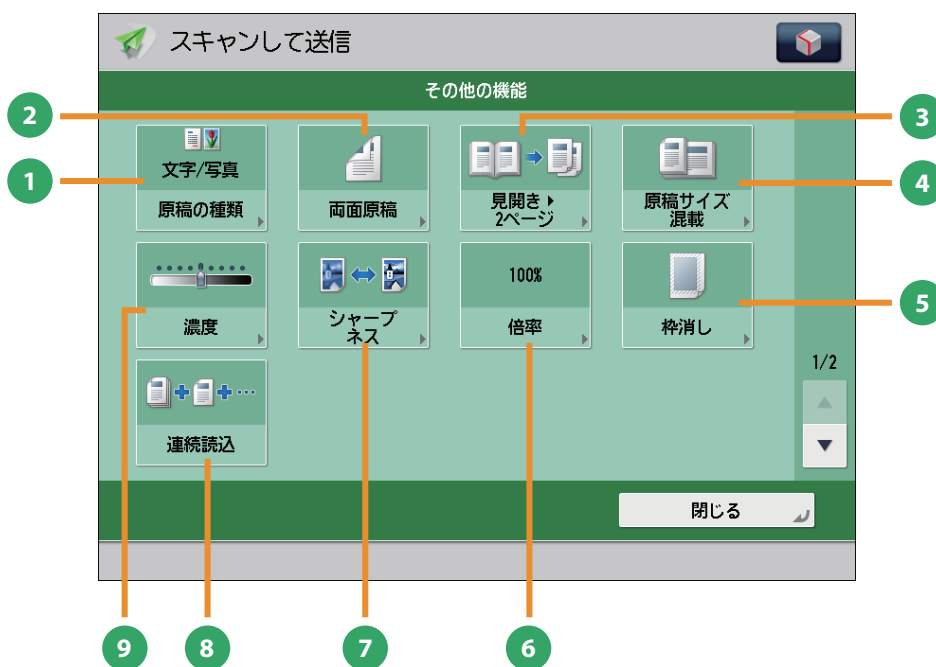 スキャンして送信
その他の機能
2
3
1
4
文字/写真
原稿の種類
両面原稿
見開き▶
2ページ
原稿サイズ
混載
濃度
シャープ
ネス
100%
倍率
枠消し
5
1/2
連続読込
閉じる
9
8
7
6